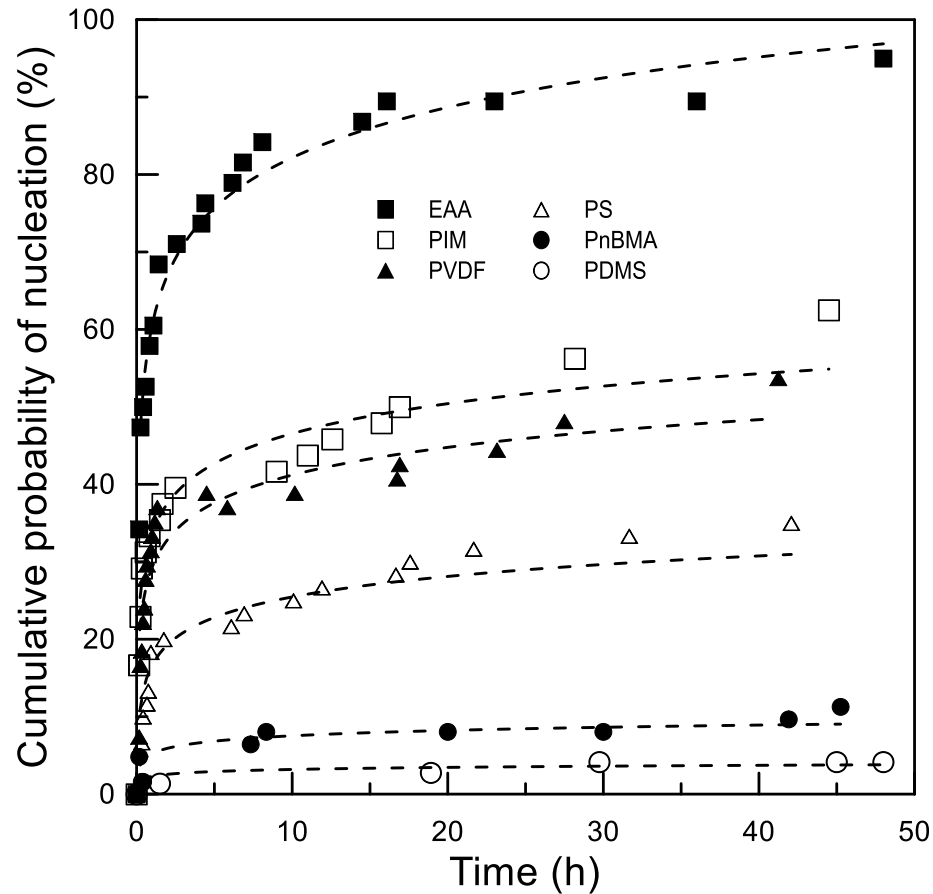 Cumulative probability of nucleation (%)
100
80
60
40
20
0
EAA PS
PIM PnBMA
PVDF PDMS
0 10 20 30 40 50
Time (h)